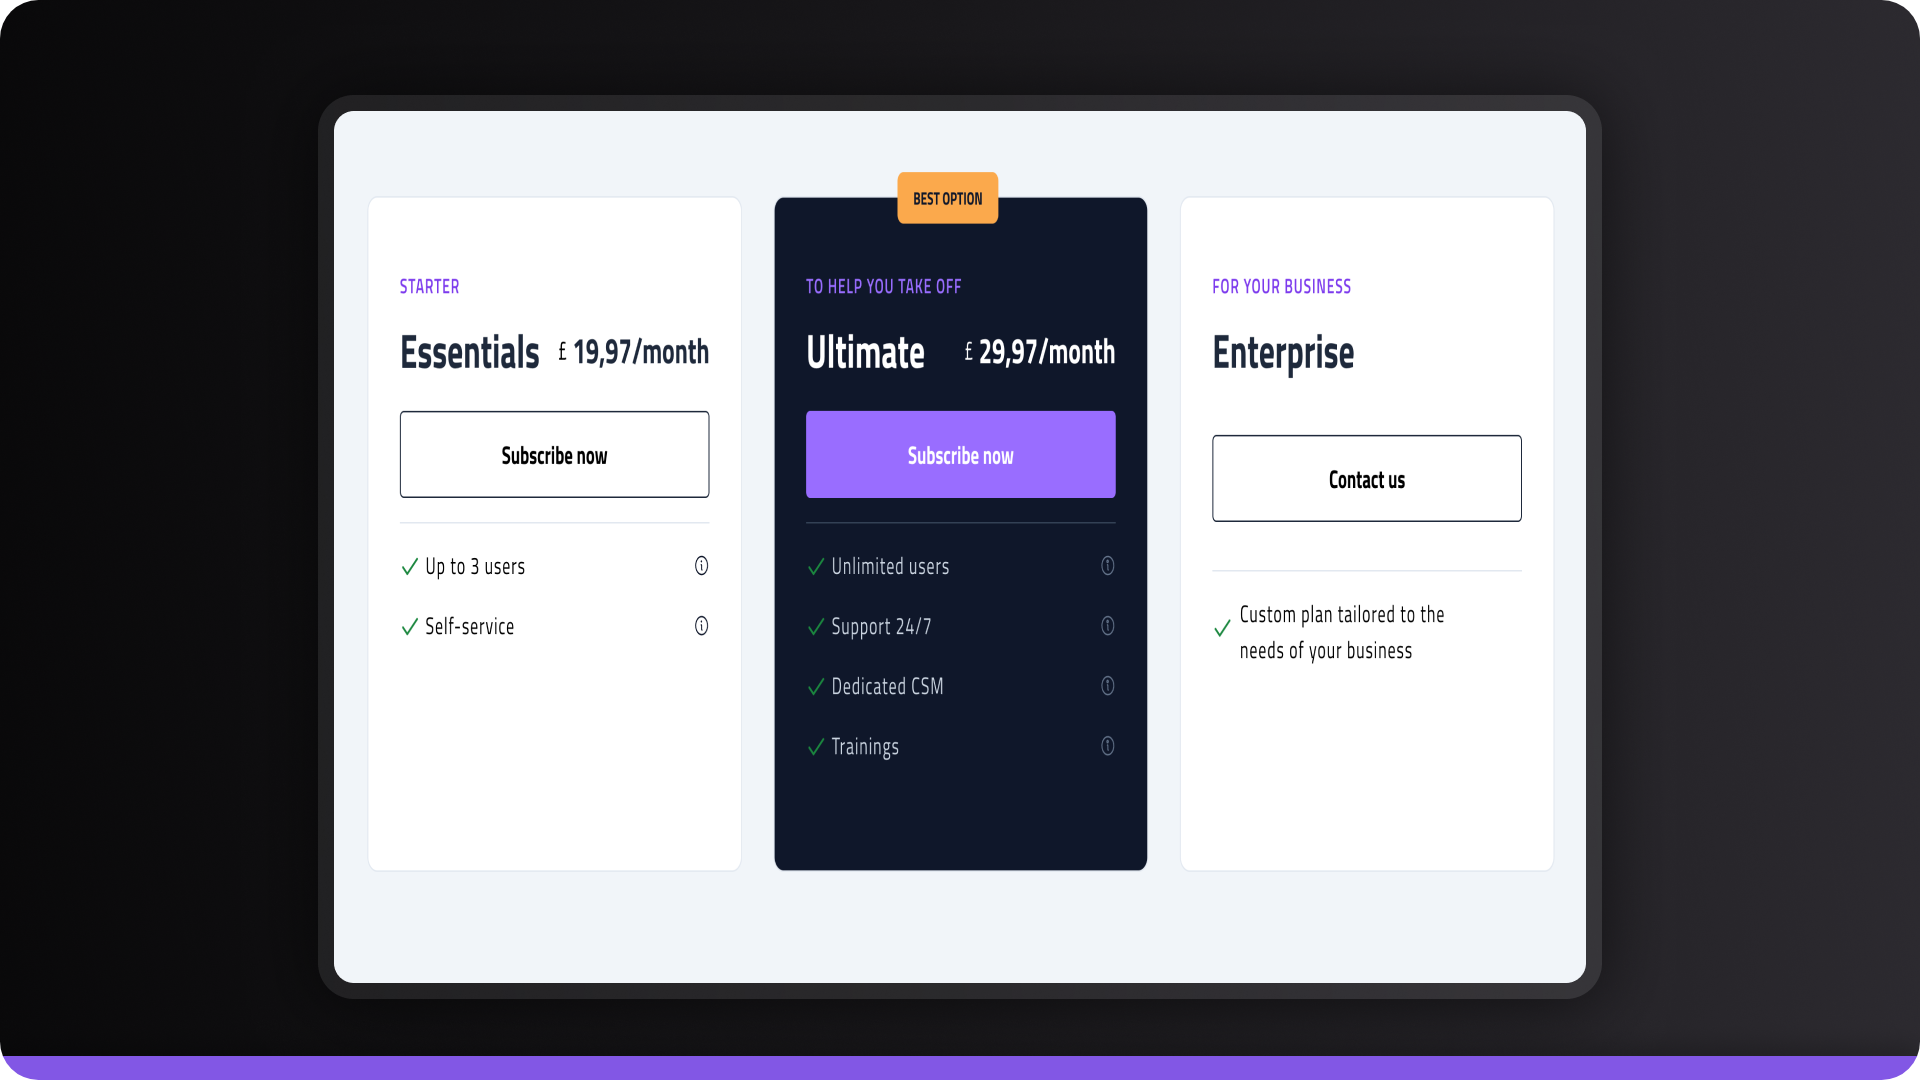 BEST OPTION
STARTER
Essentials £ 19,97/month
Subscribe now
Up to 3 users
Self-service
TO HELP YOU TAKE OFF
Ultimate £ 29,97/month
Subscribe now
Unlimited users
Support 24/7
Dedicated CSM
Trainings
FOR YOUR BUSINESS
Enterprise
Contact us
Custom plan tailored to the
needs of your business